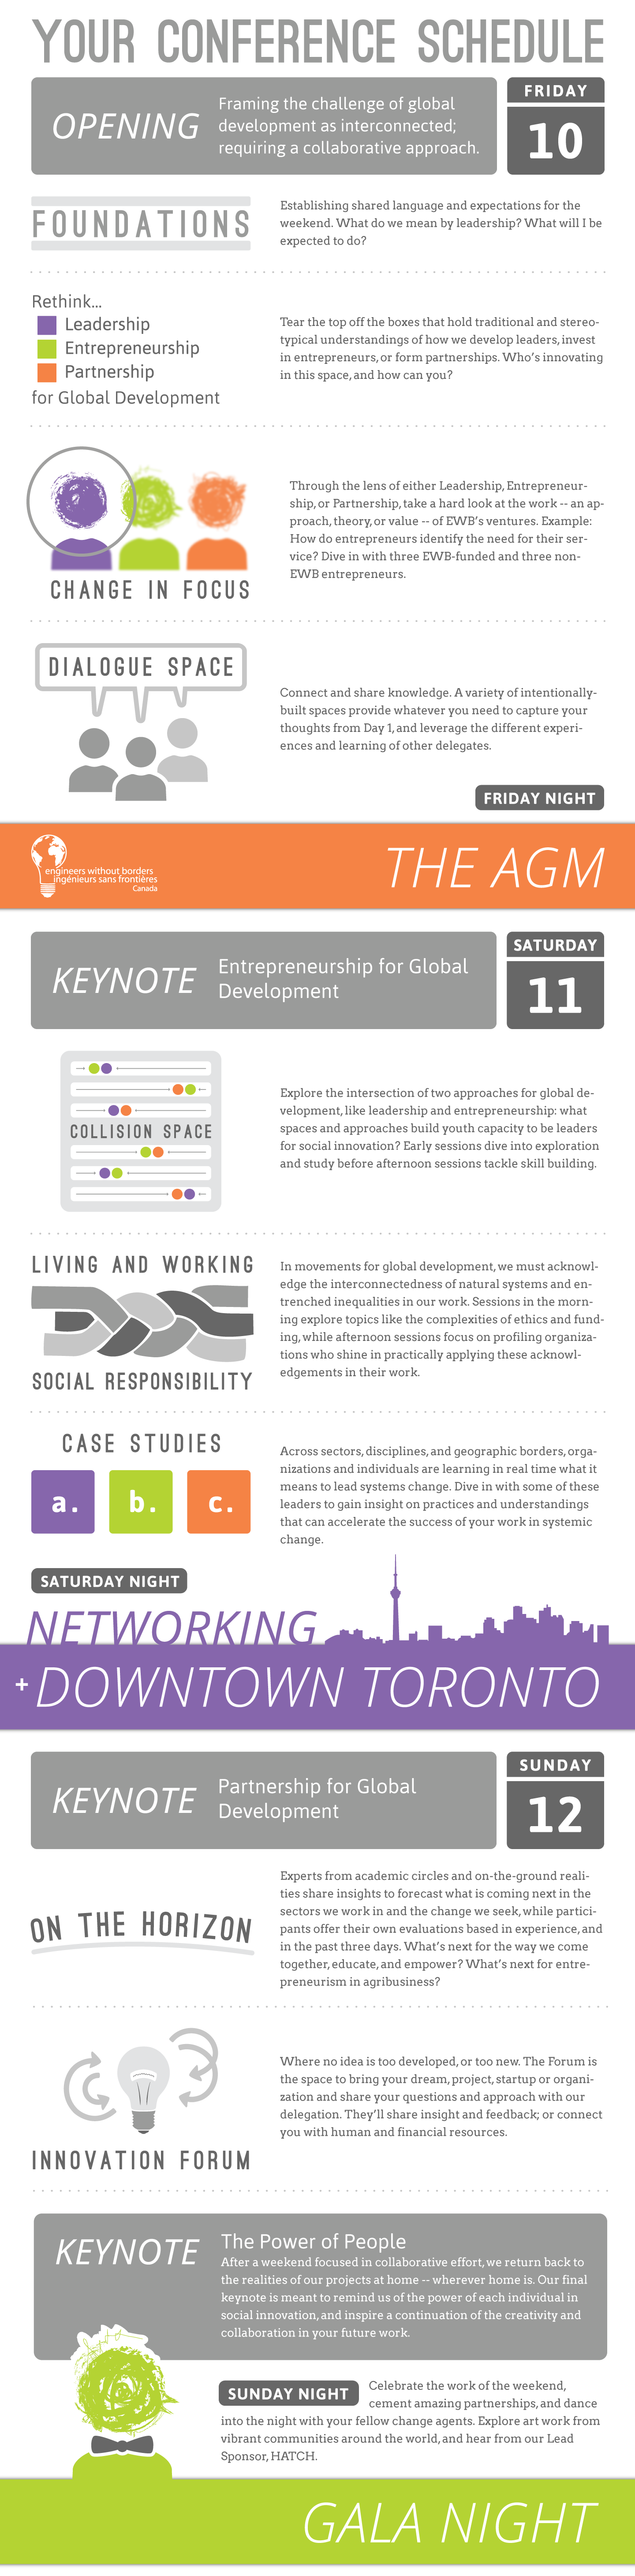 YOUR CONFERENCE SCHEDULE
OPENING
Framing the challenge of global
development as interconnected;
requiring a collaborative approach.
FRIDAY
10
FOUNDATIONS
Establishing shared language and expectations for the
weekend. What do we mean by leadership? What will I be
expected to do?
Rethink...
Leadership
Entrepreneurship
Partnership
for Global Development
Tear the top off the boxes that hold traditional and stereo-
typical understandings of how we develop leaders, invest
in entrepreneurs, or form partnerships. Who's innovating
in this space, and how can you?
CHANGE IN FOCUS
Through the lens of either Leadership, Entrepreneur-
ship, or Partnership, take a hard look at the work -- an ap-
proach, theory, or value -- of EWB's ventures. Example:
How do entrepreneurs identify the need for their ser-
vice? Dive in with three EWB-funded and three non-
EWB entrepreneurs.
DIALOGUE SPACE
Connect and share knowledge. A variety of intentionally-
built spaces provide whatever you need to capture your
thoughts from Day 1, and leverage the different experi-
ences and learning of other delegates.
FRIDAY NIGHT
engineers without borders
ingénieurs sans frontières
Canada
THE AGM
KEYNOTE
Entrepreneurship for Global
Development
SATURDAY
11
COLLISION SPACE
Explore the intersection of two approaches for global de-
velopment, like leadership and entrepreneurship: what
spaces and approaches build youth capacity to be leaders
for social innovation? Early sessions dive into exploration
and study before afternoon sessions tackle skill building.
LIVING AND WORKING
SOCIAL RESPONSIBILITY
In movements for global development, we must acknowl-
edge the interconnectedness of natural systems and en-
trenched inequalities in our work. Sessions in the morn-
ing explore topics like the complexities of ethics and fund-
ing, while afternoon sessions focus on profiling organiza-
tions who shine in practically applying these acknowl-
edgements in their work.
CASE STUDIES
a.
b.
c.
Across sectors, disciplines, and geographic borders, orga-
nizations and individuals are learning in real time what it
means to lead systems change. Dive in with some of these
leaders to gain insight on practices and understandings
that can accelerate the success of your work in systemic
change.
SATURDAY NIGHT
NETWORKING
+ DOWNTOWN TORONTO
KEYNOTE
Partnership for Global
Development
SUNDAY
12
ON THE HORIZON
Experts from academic circles and on-the-ground reali-
ties share insights to forecast what is coming next in the
sectors we work in and the change we seek, while partici-
pants offer their own evaluations based in experience, and
in the past three days. What's next for the way we come
together, educate, and empower? What's next for entre-
preneurism in agribusiness?
INNOVATION FORUM
Where no idea is too developed, or too new. The Forum is
the space to bring your dream, project, startup or organi-
zation and share your questions and approach with our
delegation. They'll share insight and feedback; or connect
you with human and financial resources.
KEYNOTE
The Power of People
After a weekend focused in collaborative effort, we return back to
the realities of our projects at home -- wherever home is. Our final
keynote is meant to remind us of the power of each individual in
social innovation, and inspire a continuation of the creativity and
collaboration in your future work.
SUNDAY NIGHT
Celebrate the work of the weekend,
cement amazing partnerships, and dance
into the night with your fellow change agents. Explore art work from
vibrant communities around the world, and hear from our Lead
Sponsor, HATCH.
GALA NIGHT